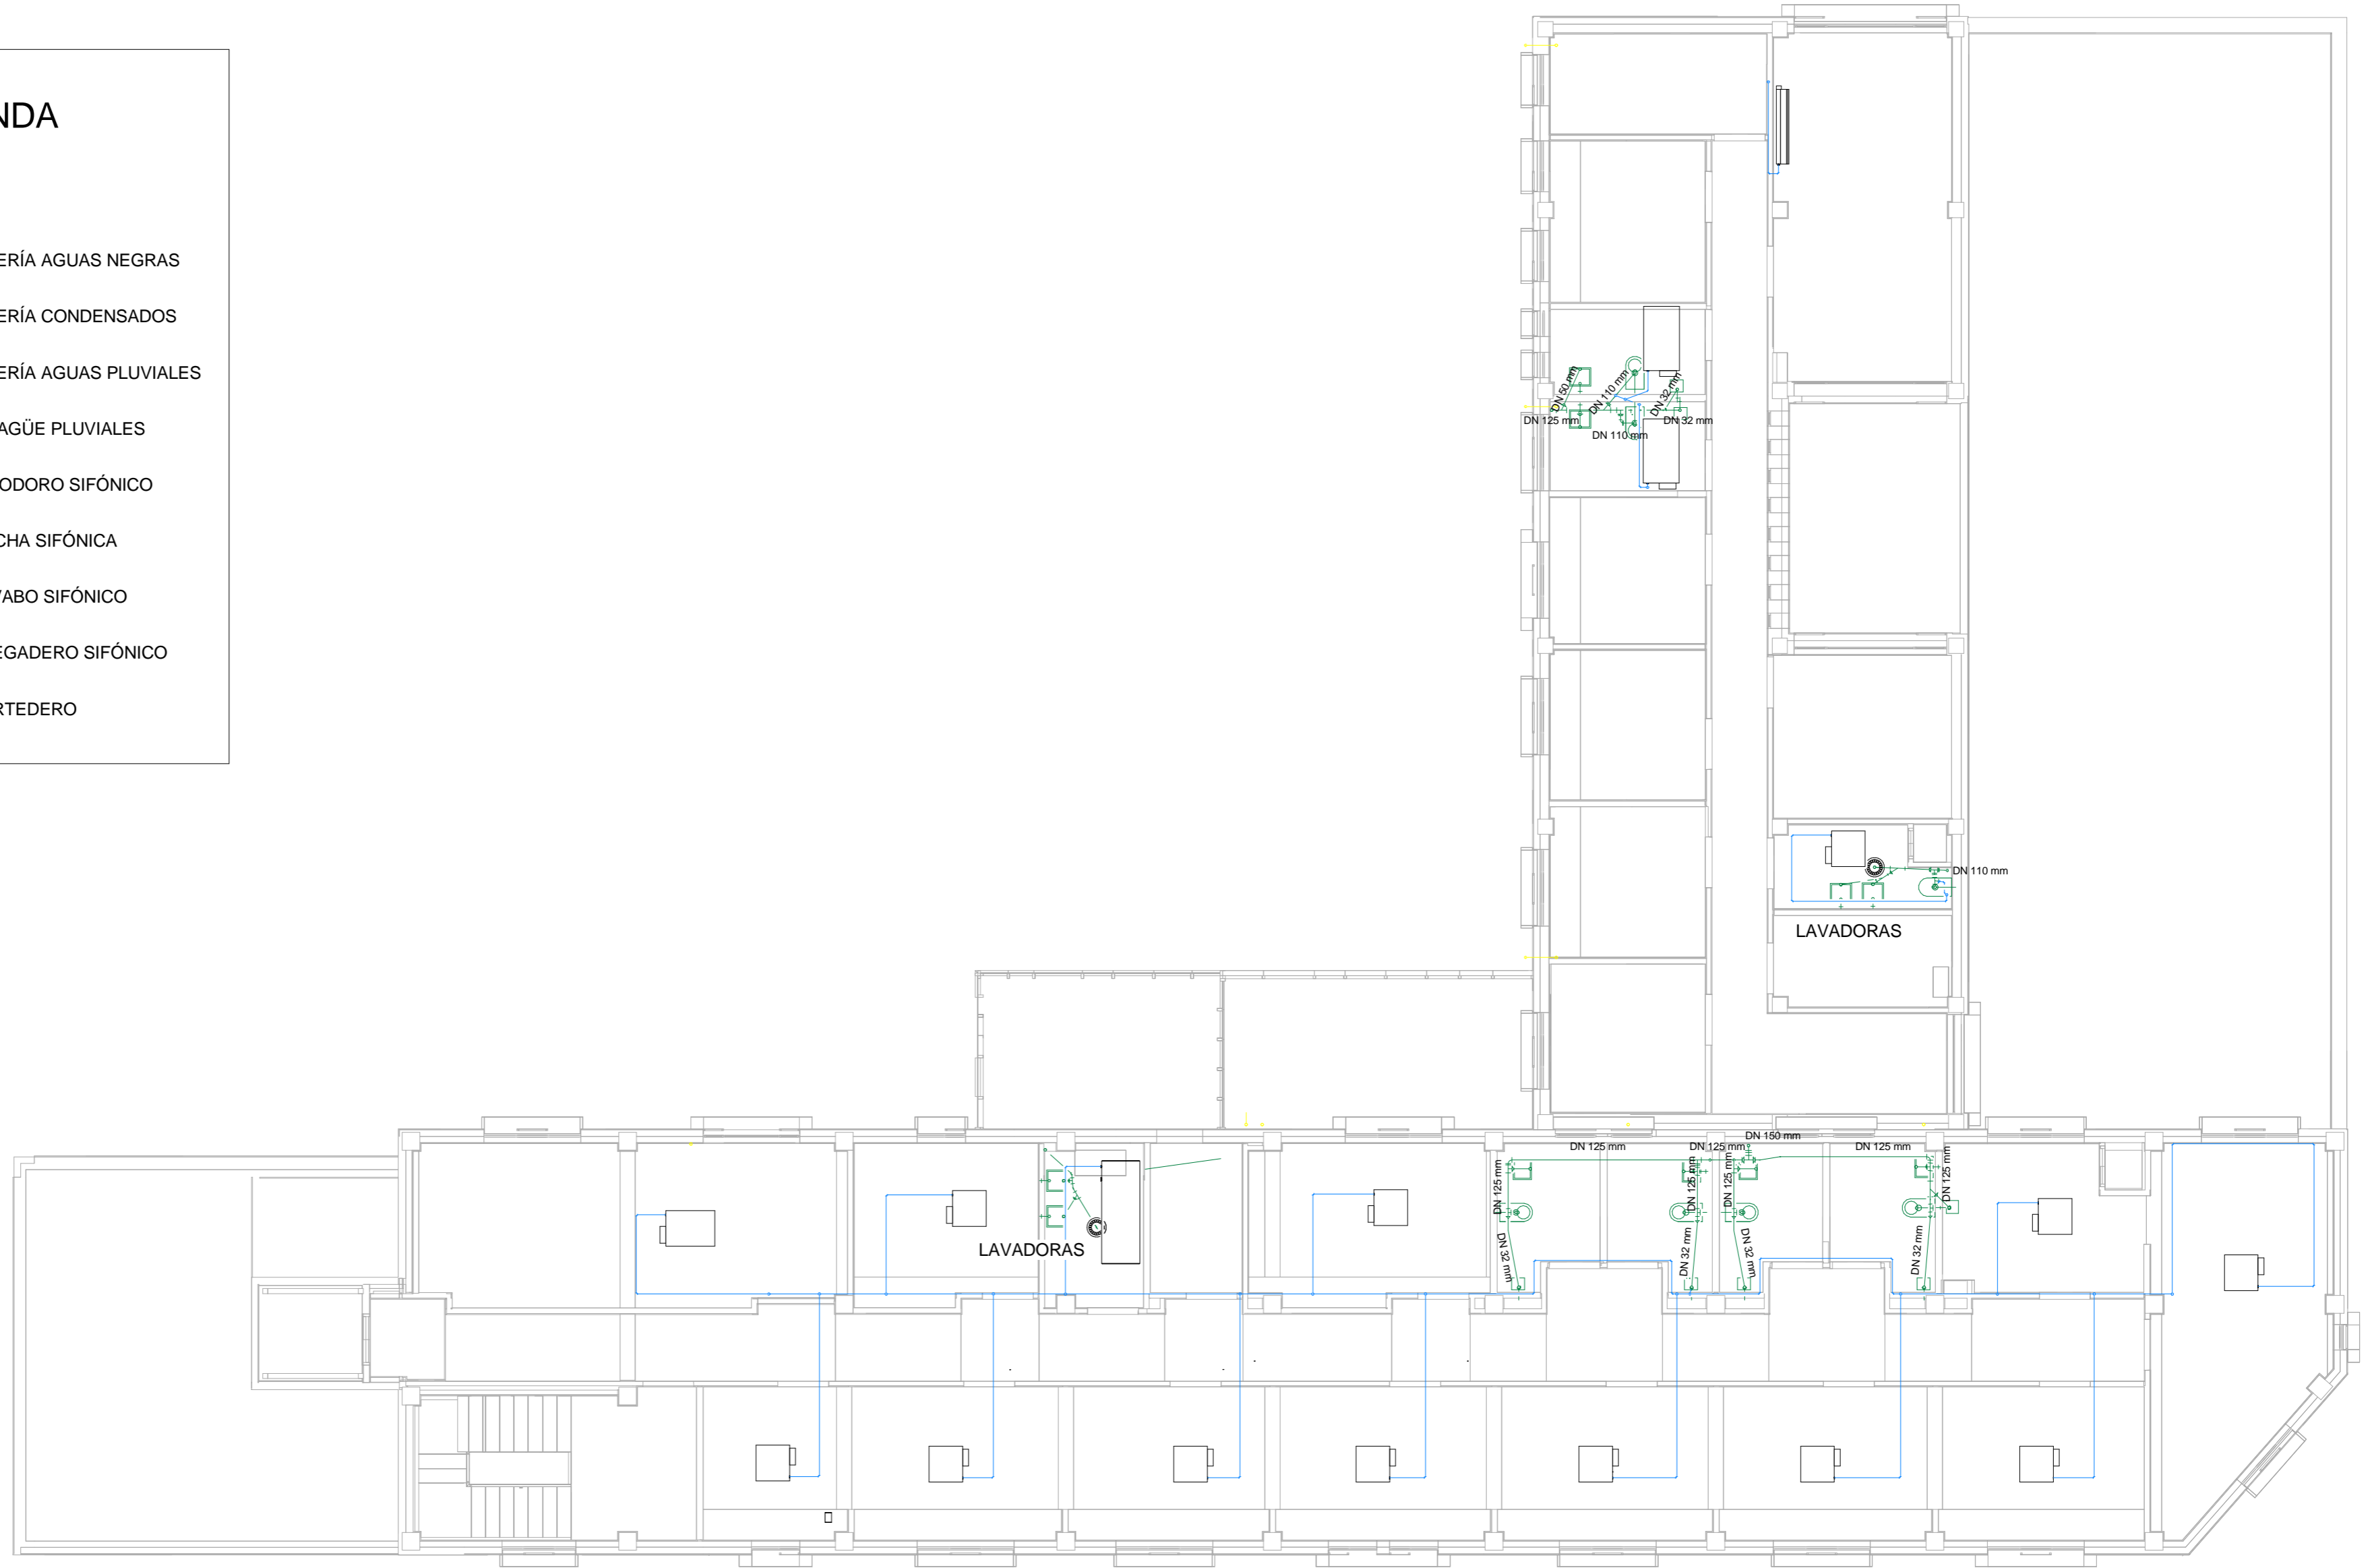 NDA
ERÍA AGUAS NEGRAS
ERÍA CONDENSADOS
ERÍA AGUAS PLUVIALES
AGÜE PLUVIALES
ODORO SIFÓNICO
CHA SIFÓNICA
VABO SIFÓNICO
EGADERO SIFÓNICO
RTEDERO
DN 50 mm
DN 110 mm
DN 32 mm
DN 125 mm
DN 32 mm
DN 110 mm
DN 110 mm
LAVADORAS
DN 150 mm
DN 125 mm
DN 125 mm
DN 125 mm
DN 125 mm
DN 125 mm
DN 125 mm
DN 125 mm
LAVADORAS
DN 32 mm
DN 32 mm
DN 32 mm
DN 32 mm